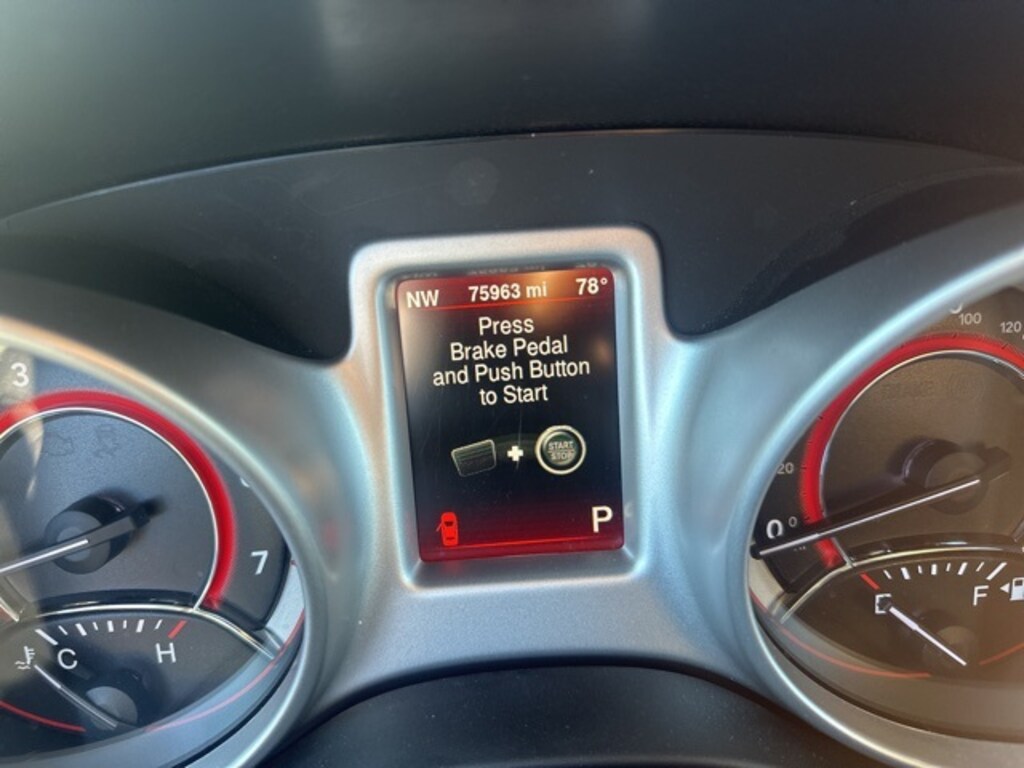 NW 75963 mi 78°
Press
Brake Pedal
and Push Button
to Start
START
STOP
P
3
7
C H
100
120
20
0 0
E F